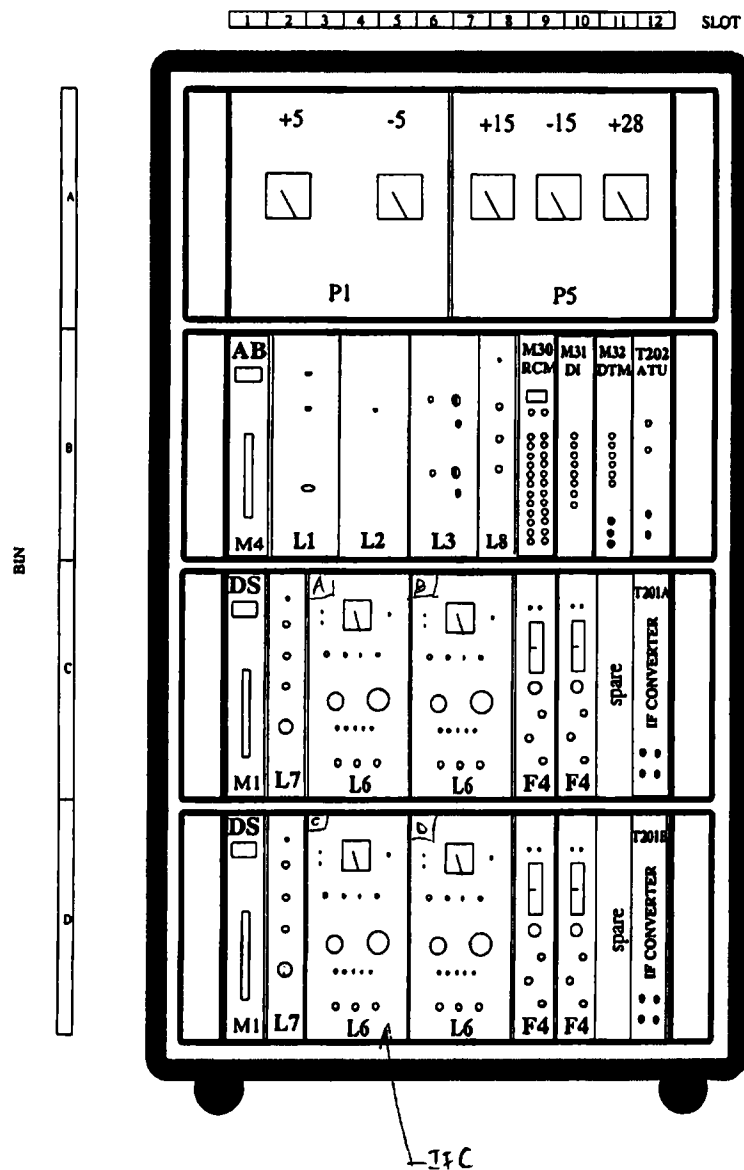 1 2 3 4 5 6 7 8 9 10 11 12 SLOT
+5 -5 +15 -15 +28
A
P1 P5
AB M30 M31 M32 T202
RCM DI DTM ATU
B
M4 L1 L2 L3 L8
BIN
DS A B T201A
C
spare IF CONVERTER
M1 L7 L6 L6 F4 F4
DS C D T201B
D
spare IF CONVERTER
M1 L7 L6 L6 F4 F4
IFC